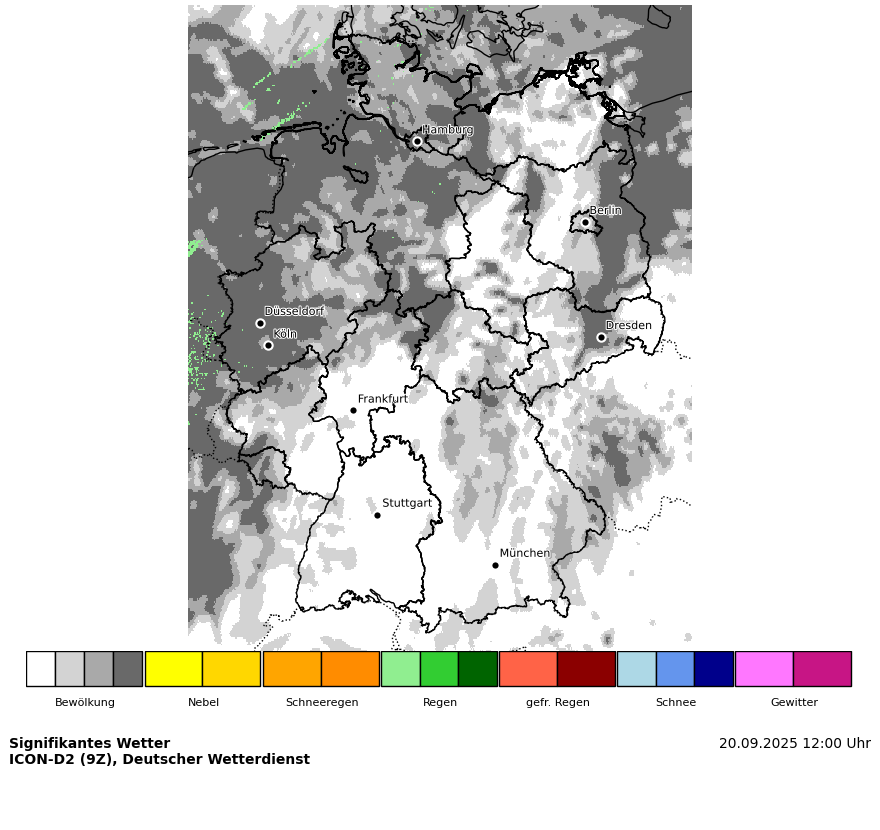 Hamburg
Berlin
Düsseldorf
Köln
Dresden
Frankfurt
Stuttgart
München
Bewölkung Nebel Schneeregen Regen gefr. Regen Schnee Gewitter
Signifikantes Wetter 20.09.2025 12:00 Uhr
ICON-D2 (9Z), Deutscher Wetterdienst